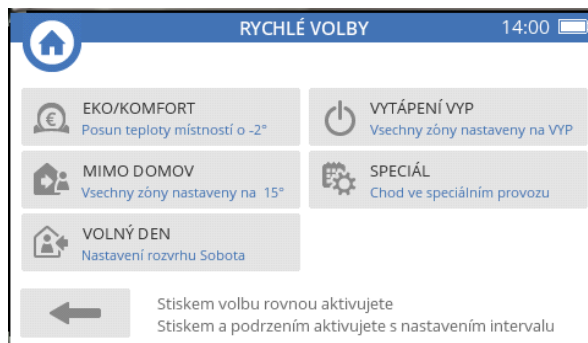 RYCHLÉ VOLBY 14:00
EKO/KOMFORT
Posun teploty místností o -2°
VYTÁPENÍ VYP
Vsechny zóny nastaveny na VYP
MIMO DOMOV
Vsechny zóny nastaveny na 15°
SPECIÁL
Chod ve speciálním provozu
VOLNÝ DEN
Nastavení rozvrhu Sobota
Stiskem volbu rovnou aktivujete
Stiskem a podrzením aktivujete s nastavením intervalu